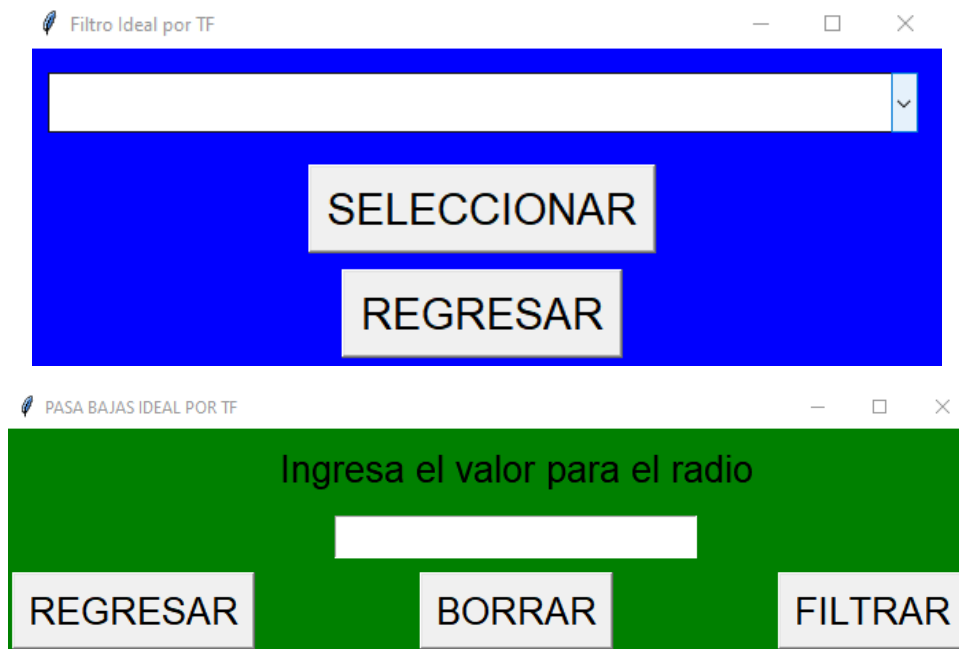 Filtro Ideal por TF
SELECCIONAR
REGRESAR
PASA BAJAS IDEAL POR TF
Ingresa el valor para el radio
REGRESAR BORRAR FILTRAR